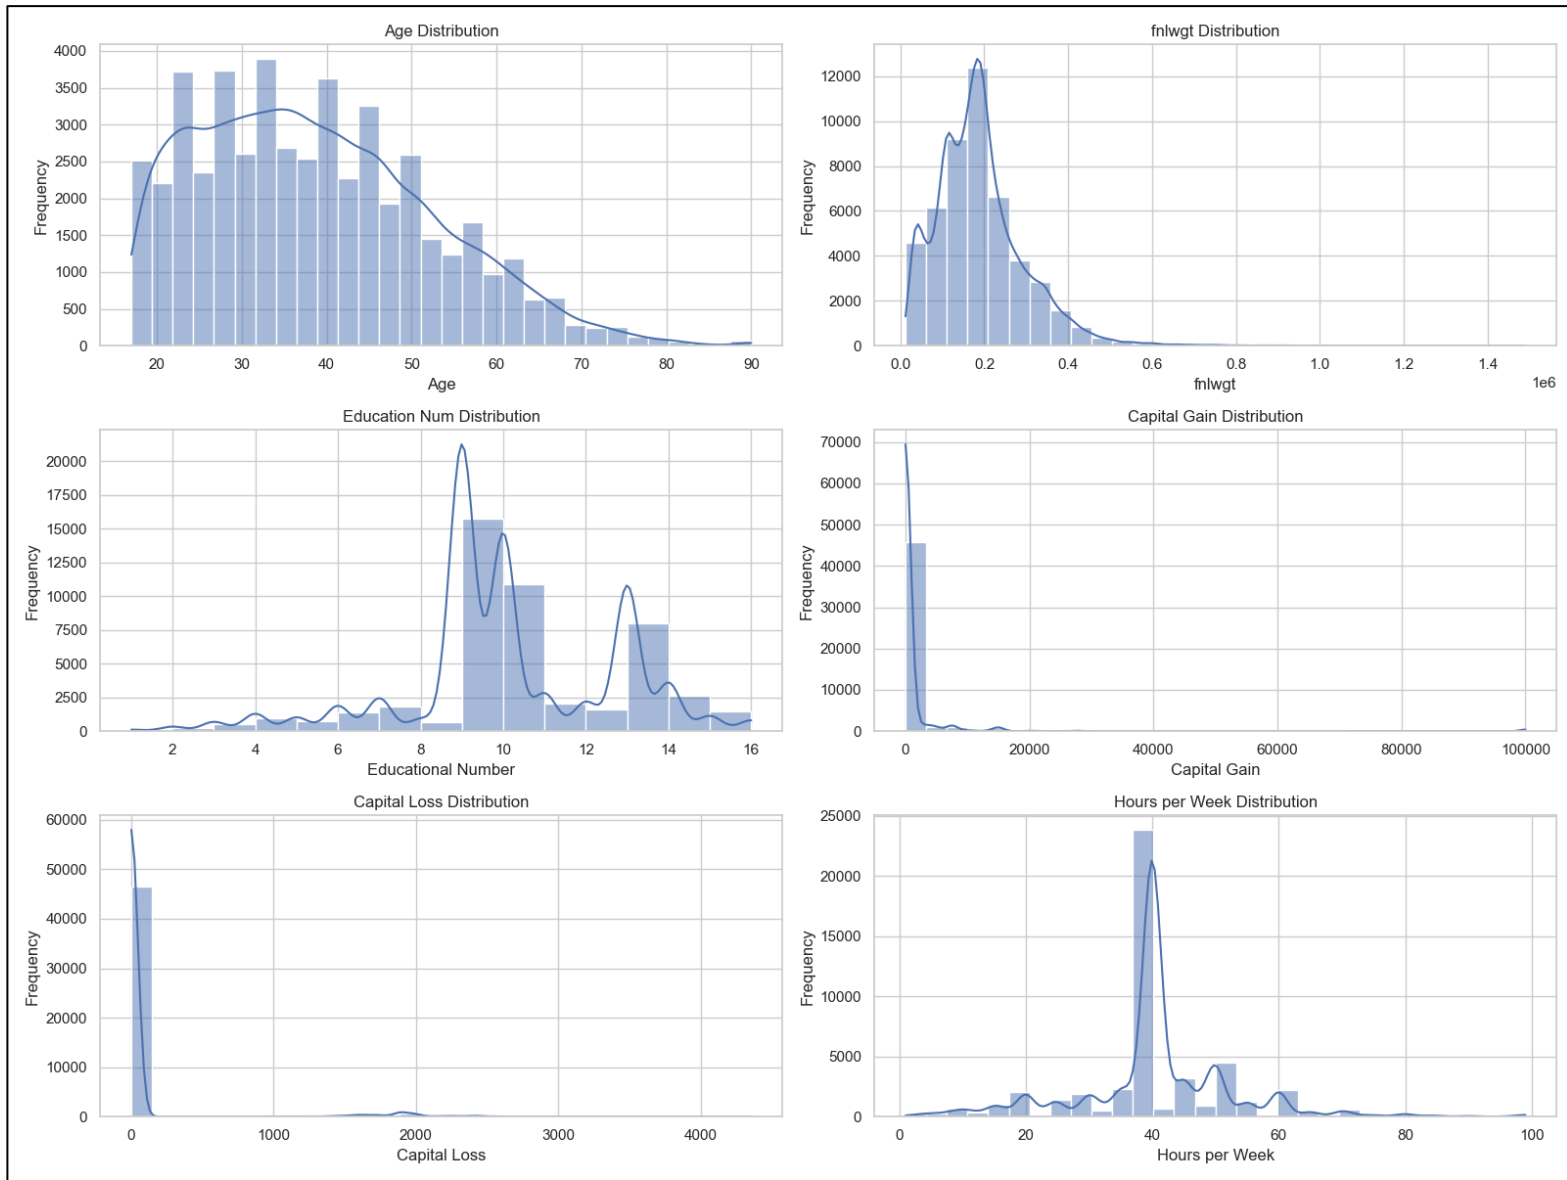 Age Distribution
4000
3500
3000
2500
2000
1500
1000
500
0
Frequency
20 30 40 50 60 70 80 90
Age
fnlwgt Distribution
12000
10000
8000
6000
4000
2000
0
Frequency
0.0 0.2 0.4 0.6 0.8 1.0 1.2 1.4
1e6
fnlwgt
Education Num Distribution
20000
17500
15000
12500
10000
7500
5000
2500
0
Frequency
2 4 6 8 10 12 14 16
Educational Number
Capital Gain Distribution
70000
60000
50000
40000
30000
20000
10000
0
Frequency
0 20000 40000 60000 80000 100000
Capital Gain
Capital Loss Distribution
60000
50000
40000
30000
20000
10000
0
Frequency
0 1000 2000 3000 4000
Capital Loss
Hours per Week Distribution
25000
20000
15000
10000
5000
0
Frequency
0 20 40 60 80 100
Hours per Week